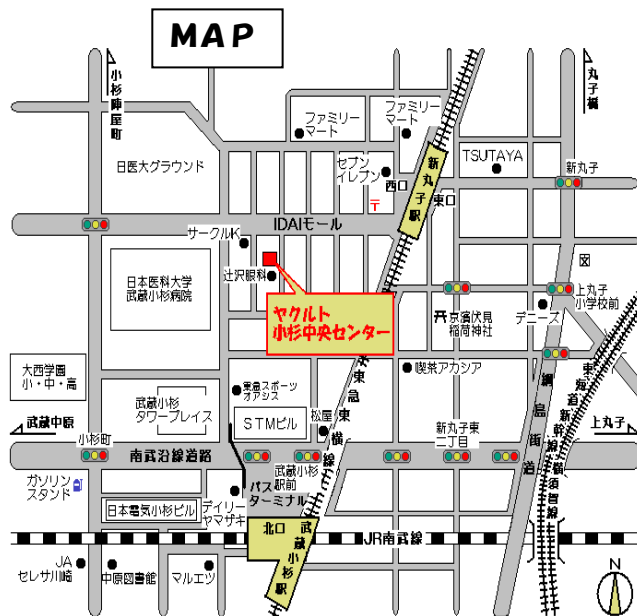 MAP
小杉陣屋町
丸子橋
ファミリー
マート
ファミリー
マート
日医大グラウンド
セブン
イレブン
新丸子駅
TSUTAYA
新丸子
西口
東口
〒
IDAIモール
サークルK
辻沢眼科
日本医科大学
武蔵小杉病院
ヤクルト
小杉中央センター
文
上丸子
小学校前
デニーズ
京濱伏見
稲荷神社
大西学園
小・中・高
喫茶アカシア
東急スポーツ
オアシス
武蔵小杉
タワープレイス
STMビル
松屋
東急東横線
綱島街道
東海道新幹線
横須賀線
武蔵中原
上丸子
小杉町
南武沿線道路
武蔵小杉
駅前
新丸子東
二丁目
ガソリン
スタンド
日本電気小杉ビル
デイリー
ヤマザキ
バス
ターミナル
北口
武蔵小杉駅
JR南武線
JA
セレサ川崎
中原図書館
マルエツ
N